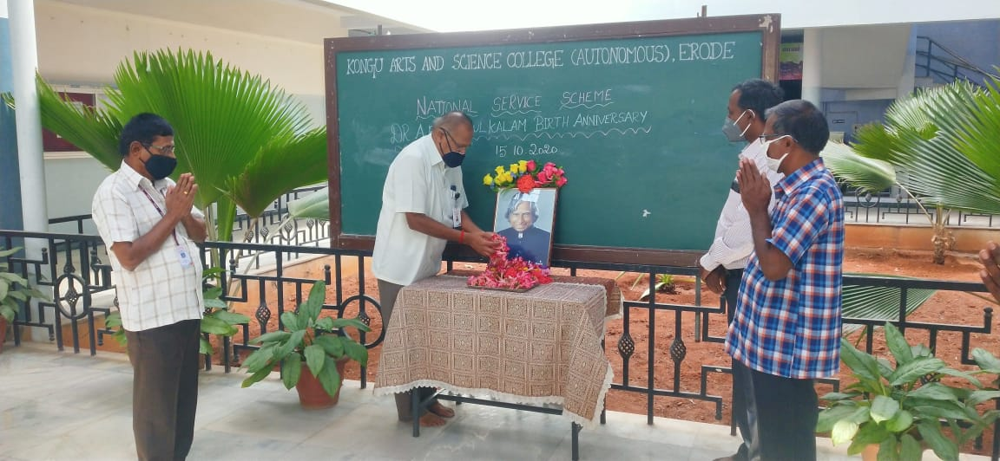 KONGU ARTS AND SCIENCE COLLEGE (AUTONOMOUS), ERODE
NATIONAL SERVICE SCHEME
DR KALAM BIRTH ANNIVERSARY
15.10.2020